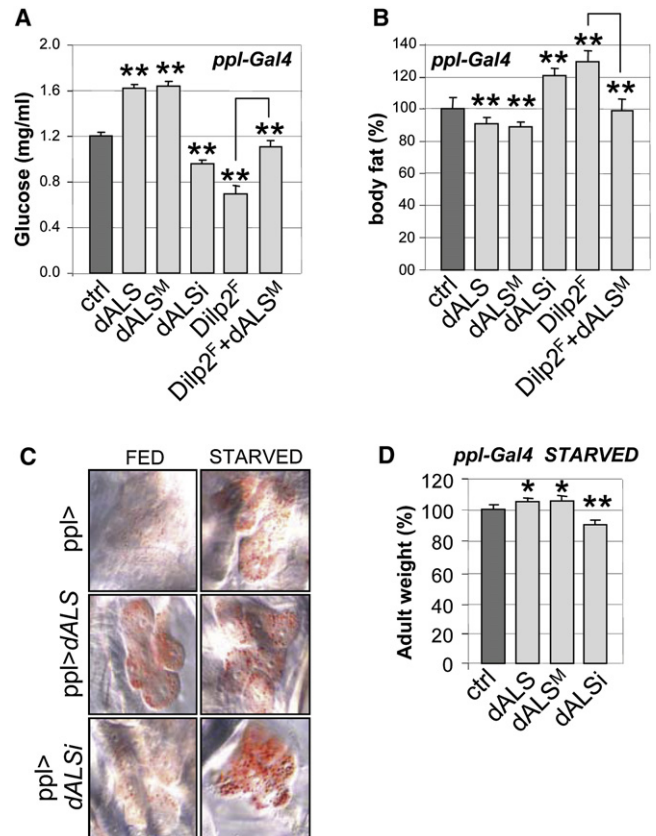 A
ppl-Gal4
Glucose (mg/ml)
2.0
1.6
1.2
0.8
0.4
0.0
** ** ** ** **
ctrl
dALS
dALSᴹ
dALSi
Dilp2ꟳ
Dilp2ꟳ+dALSᴹ
B
ppl-Gal4
body fat (%)
140
120
100
80
60
40
20
00
** ** ** ** **
ctrl
dALS
dALSᴹ
dALSi
Dilp2ꟳ
Dilp2ꟳ+dALSᴹ
C
FED STARVED
ppl>
ppl>dALS
ppl>
dALSi
D
ppl-Gal4 STARVED
Adult weight (%)
120
100
80
60
40
20
0
* * **
ctrl
dALS
dALSᴹ
dALSi